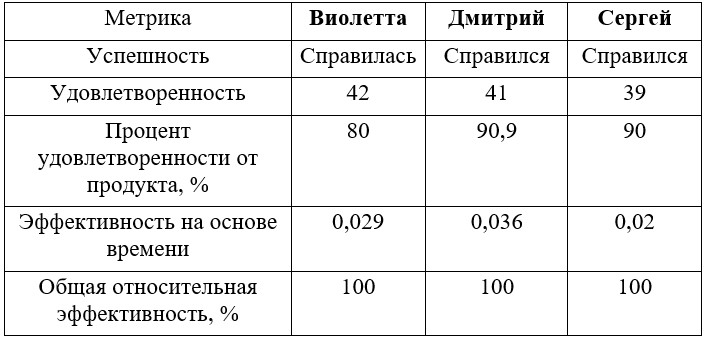 Метрика Виолетта Дмитрий Сергей
Успешность Справилась Справился Справился
Удовлетворенность 42 41 39
Процент
удовлетворенности от
продукта, % 80 90,9 90
Эффективность на основе
времени 0,029 0,036 0,02
Общая относительная
эффективность, % 100 100 100